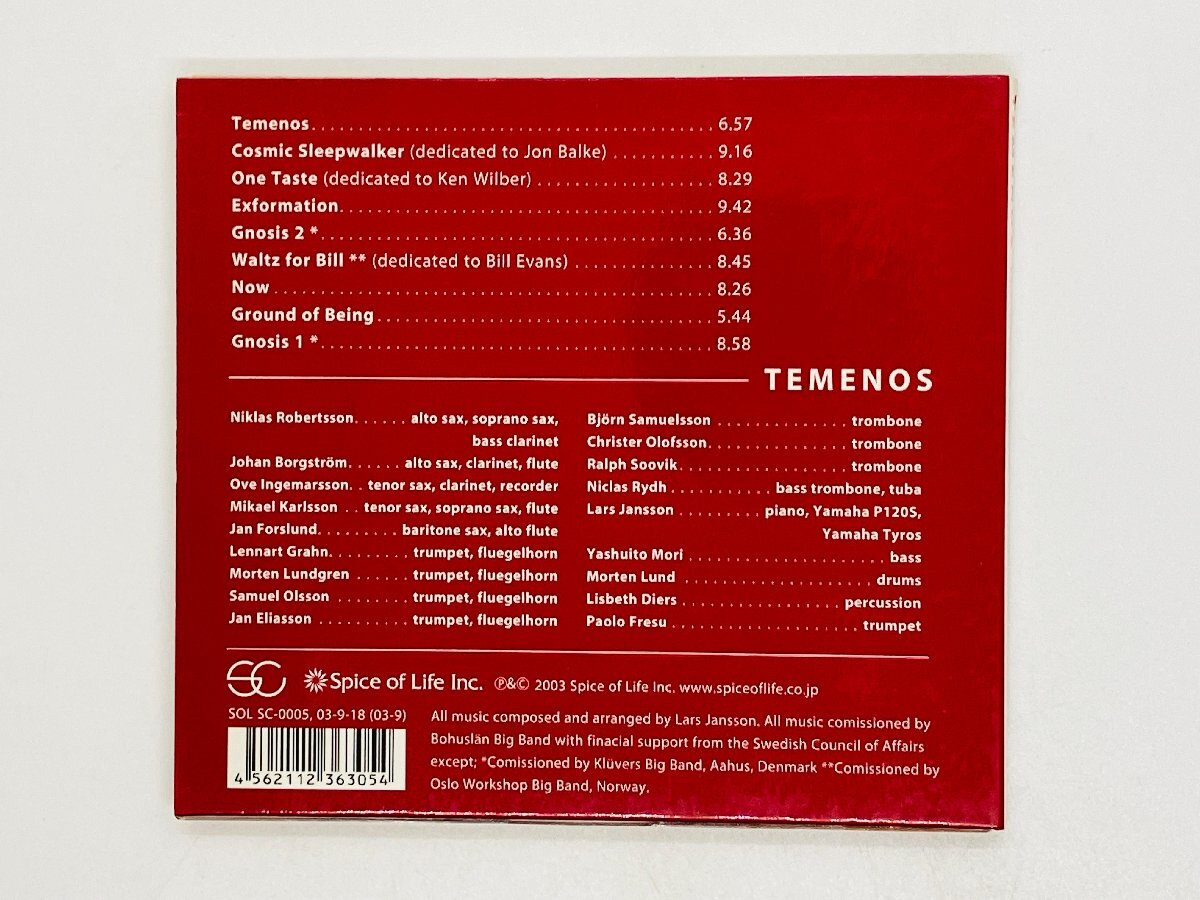 Temenos. . . . . . . . . . . . . . . . . . . . . . . . . . . . . . . . . . . . . . . . . . 6.57
Cosmic Sleepwalker (dedicated to Jon Balke) . . . . . . . . . . . 9.16
One Taste (dedicated to Ken Wilber) . . . . . . . . . . . . . . . . . . . 8.29
Exformation. . . . . . . . . . . . . . . . . . . . . . . . . . . . . . . . . . . . . . . 9.42
Gnosis 2 *. . . . . . . . . . . . . . . . . . . . . . . . . . . . . . . . . . . . . . . . . 6.36
Waltz for Bill ** (dedicated to Bill Evans) . . . . . . . . . . . . . . . 8.45
Now . . . . . . . . . . . . . . . . . . . . . . . . . . . . . . . . . . . . . . . . . . . . . . 8.26
Ground of Being. . . . . . . . . . . . . . . . . . . . . . . . . . . . . . . . . . . 5.44
Gnosis 1 *. . . . . . . . . . . . . . . . . . . . . . . . . . . . . . . . . . . . . . . . . 8.58
TEMENOS
Niklas Robertsson. . . . . . alto sax, soprano sax,
bass clarinet
Johan Borgström. . . . . . alto sax, clarinet, flute
Ove Ingemarsson. . tenor sax, clarinet, recorder
Mikael Karlsson . . tenor sax, soprano sax, flute
Jan Forslund. . . . . . . . . baritone sax, alto flute
Lennart Grahn. . . . . . . . . trumpet, fluegelhorn
Morten Lundgren . . . . . . trumpet, fluegelhorn
Samuel Olsson . . . . . . . . trumpet, fluegelhorn
Jan Eliasson . . . . . . . . . . trumpet, fluegelhorn
Björn Samuelsson . . . . . . . . . . . . . . trombone
Christer Olofsson. . . . . . . . . . . . . . . trombone
Ralph Soovik. . . . . . . . . . . . . . . . . . . trombone
Niclas Rydh . . . . . . . . . . . bass trombone, tuba
Lars Jansson . . . . . . . . . piano, Yamaha P120S,
Yamaha Tyros
Yashuito Mori . . . . . . . . . . . . . . . . . . . . . . bass
Morten Lund . . . . . . . . . . . . . . . . . . . . drums
Lisbeth Diers . . . . . . . . . . . . . . . . . percussion
Paolo Fresu . . . . . . . . . . . . . . . . . . . . . trumpet
SC Spice of Life Inc. ℗&© 2003 Spice of Life Inc. www.spiceoflife.co.jp
SOL SC-0005, 03-9-18 (03-9)
4 562112 363054
All music composed and arranged by Lars Jansson. All music comissioned by
Bohuslän Big Band with finacial support from the Swedish Council of Affairs
except; *Comissioned by Klüvers Big Band, Aahus, Denmark **Comissioned by
Oslo Workshop Big Band, Norway.